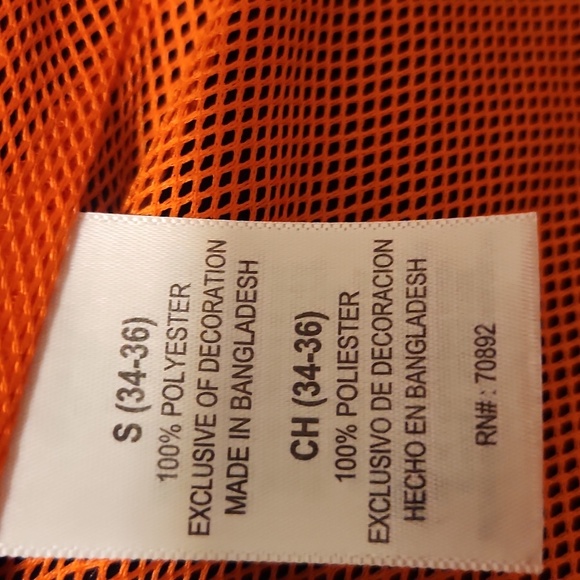 S (34-36)
100% POLYESTER
EXCLUSIVE OF DECORATION
MADE IN BANGLADESH
CH (34-36)
100% POLIESTER
EXCLUSIVO DE DECORACION
HECHO EN BANGLADESH
RN# : 70892